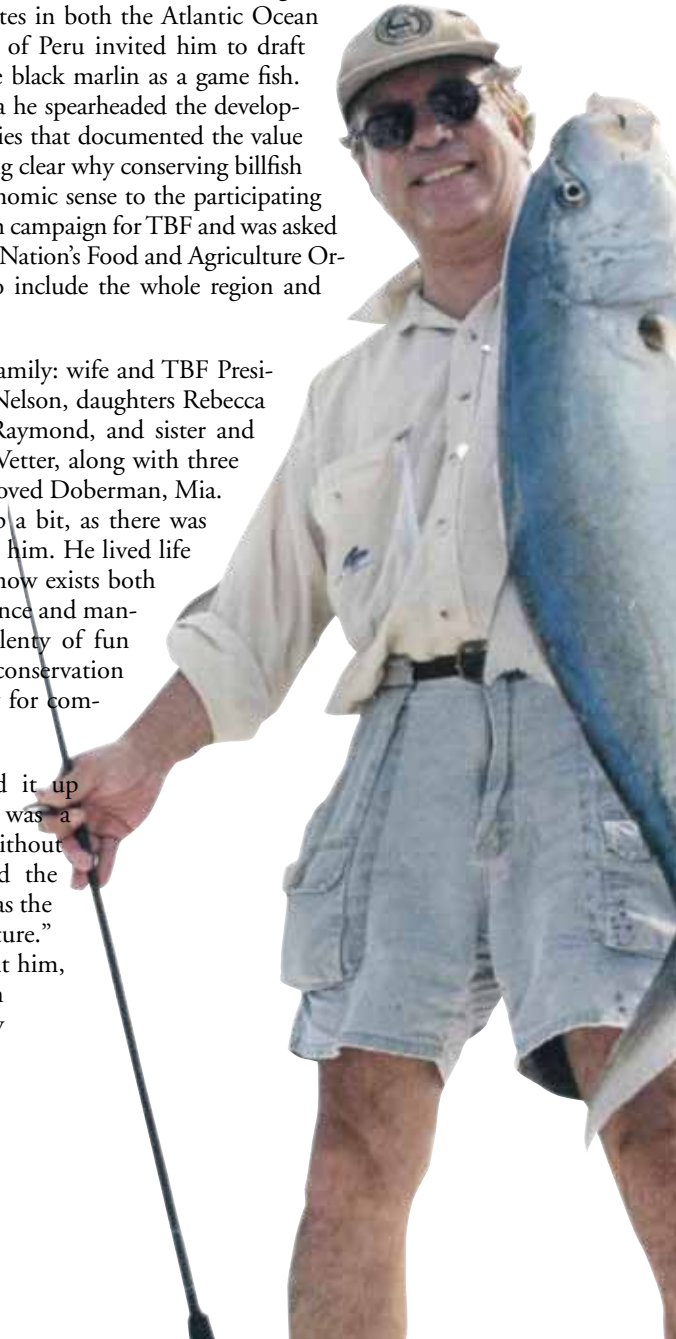 tes in both the Atlantic Ocean
of Peru invited him to draft
e black marlin as a game fish.
a he spearheaded the develop-
ies that documented the value
g clear why conserving billfish
nomic sense to the participating
n campaign for TBF and was asked
Nation’s Food and Agriculture Or-
o include the whole region and
amily: wife and TBF Presi-
Nelson, daughters Rebecca
Raymond, and sister and
Vetter, along with three
oved Doberman, Mia.
p a bit, as there was
him. He lived life
now exists both
nce and man-
lenty of fun
conservation
for com-
d it up
was a
ithout
d the
as the
ture.”
t him,